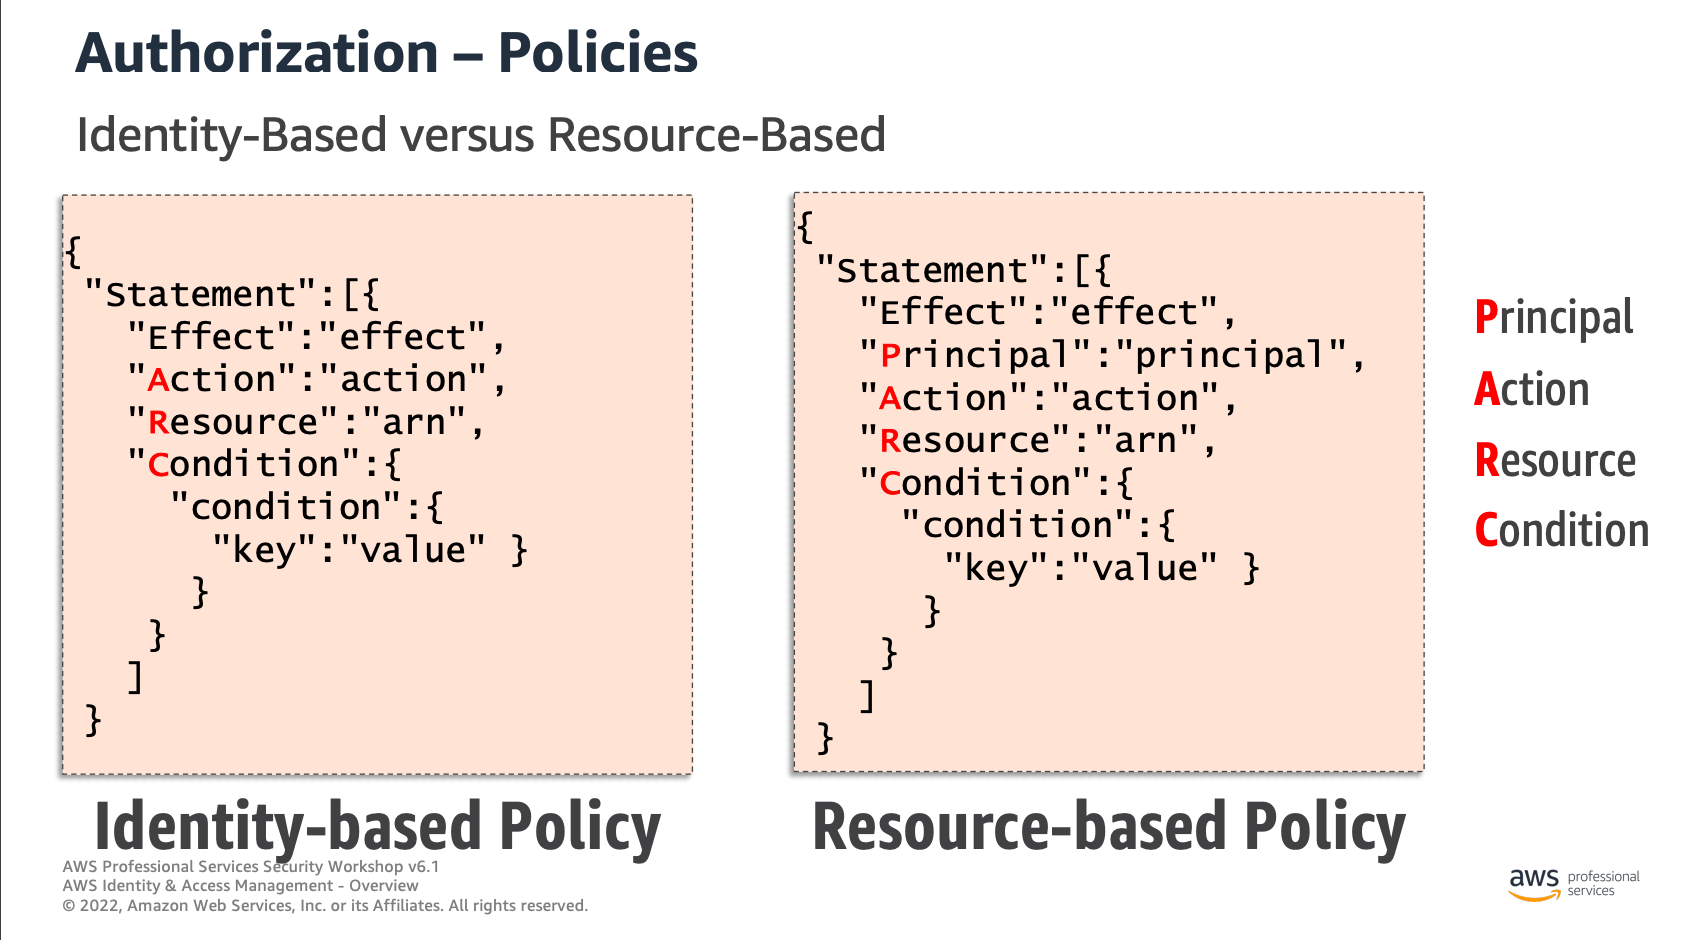 Authorization – Policies
Identity-Based versus Resource-Based
{
"Statement":[{
"Effect":"effect",
"Action":"action",
"Resource":"arn",
"Condition":{
"condition":{
"key":"value" }
}
}
]
}
Identity-based Policy
{
"Statement":[{
"Effect":"effect",
"Principal":"principal",
"Action":"action",
"Resource":"arn",
"Condition":{
"condition":{
"key":"value" }
}
}
]
}
Resource-based Policy
Principal
Action
Resource
Condition
AWS Professional Services Security Workshop v6.1
AWS Identity & Access Management - Overview
© 2022, Amazon Web Services, Inc. or its Affiliates. All rights reserved.
aws professional
services